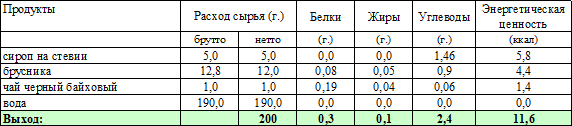 Продукты Расход сырья (г.) Белки Жиры Углеводы Энергетическая ценность
брутто нетто (г.) (г.) (г.) (ккал)
сироп на стевии 5,0 5,0 0,0 0,0 1,46 5,8
брусника 12,8 12,0 0,08 0,05 0,9 4,4
чай черный байховый 1,0 1,0 0,19 0,04 0,06 1,4
вода 190,0 190,0 0,0 0,0 0,0 0,0
Выход: 200 0,3 0,1 2,4 11,6